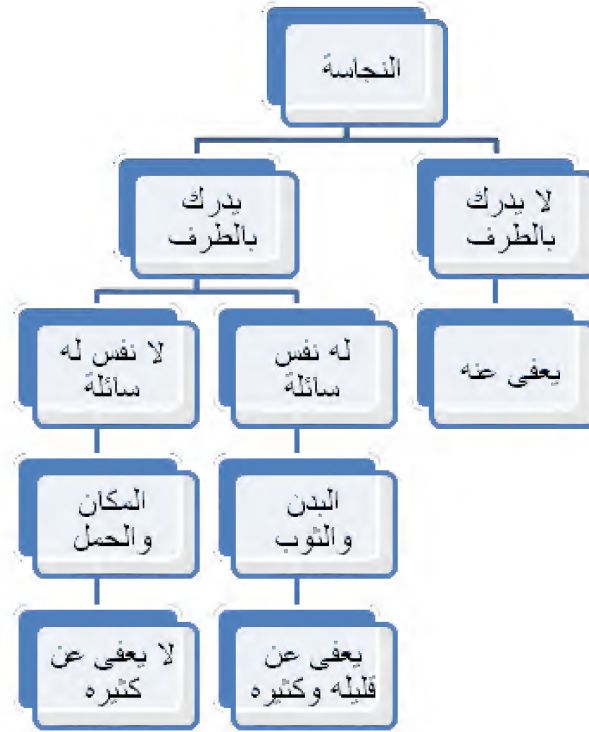 النجاسة
لا يدرك
بالطرف
يدرك
بالطرف
يعفى عنه
له نفس
سائلة
لا نفس له
سائلة
البدن
والثوب
المكان
والحمل
يعفى عن
قليله وكثيره
لا يعفى عن
كثيره